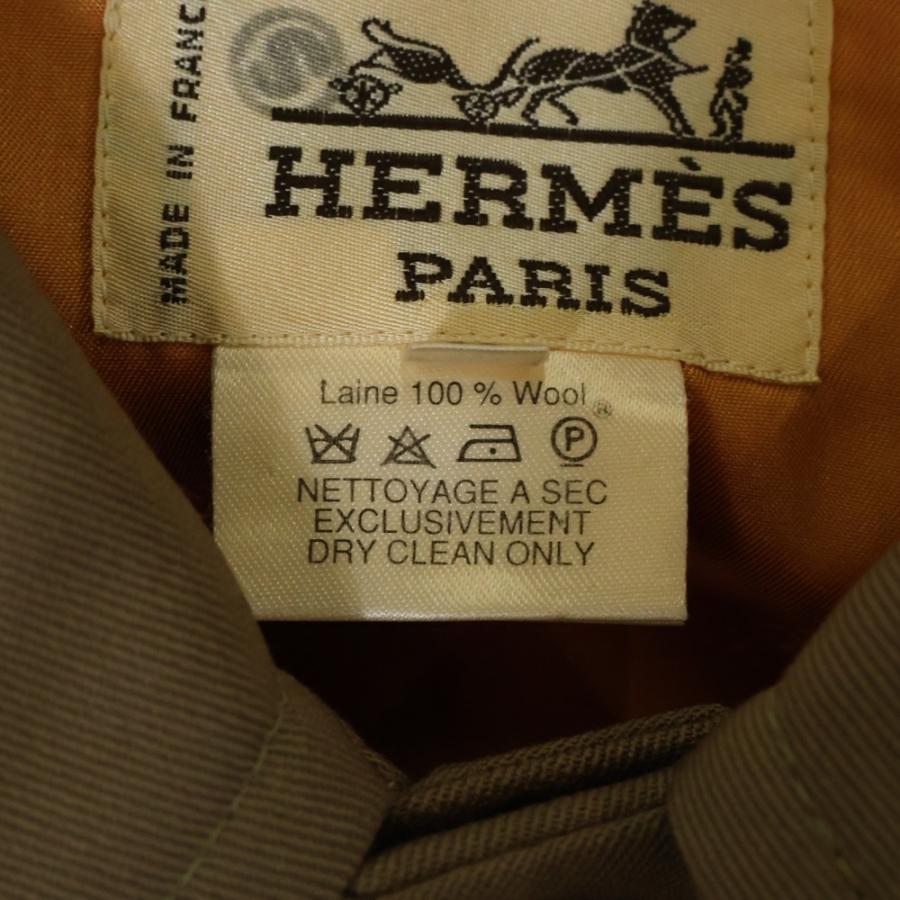 MADE IN FRANC
S
HERMÈS
PARIS
Laine 100 % Wool
®
P
NETTOYAGE A SEC
EXCLUSIVEMENT
DRY CLEAN ONLY